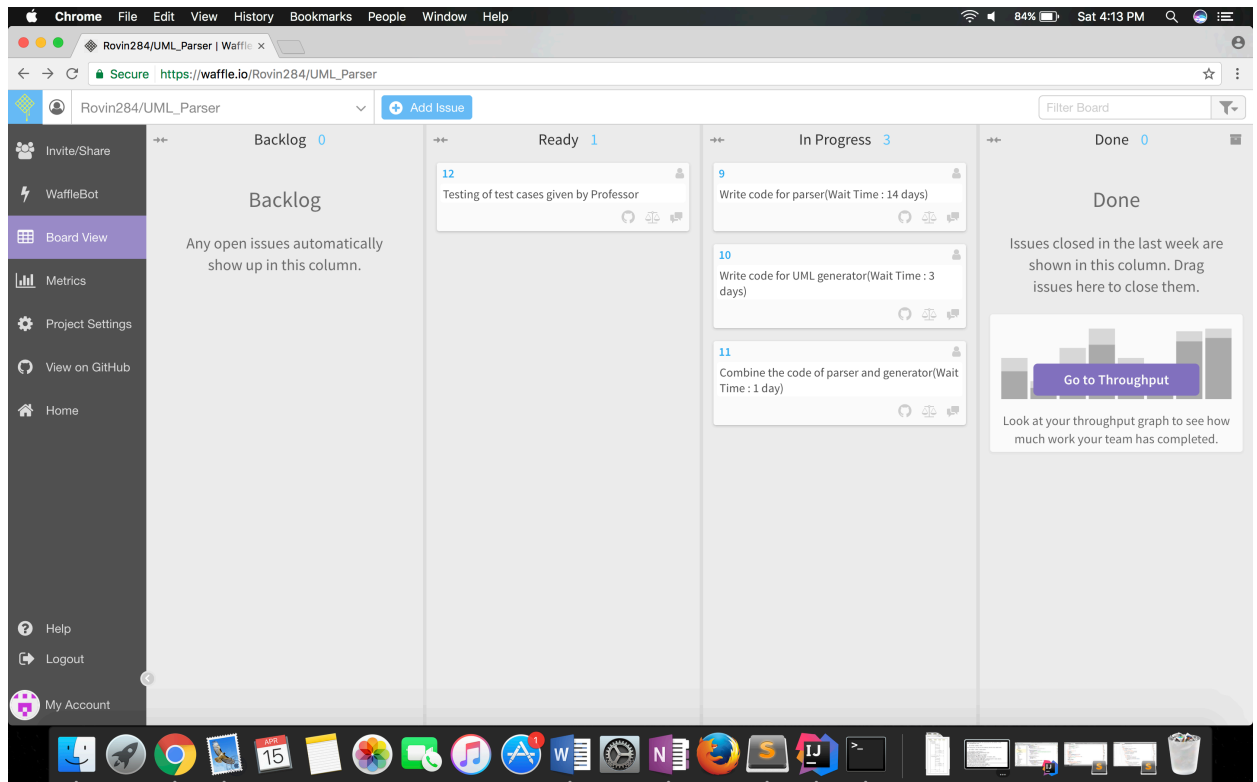 Chrome File Edit View History Bookmarks People Window Help 84% Sat 4:13 PM
Rovin284/UML_Parser | Waffle
Secure https://waffle.io/Rovin284/UML_Parser
Rovin284/UML_Parser Add Issue Filter Board
Invite/Share
WaffleBot
Board View
Metrics
Project Settings
View on GitHub
Home
Help
Logout
My Account
Backlog 0
Backlog
Any open issues automatically
show up in this column.
Ready 1
12
Testing of test cases given by Professor
In Progress 3
9
Write code for parser(Wait Time : 14 days)
10
Write code for UML generator(Wait Time : 3
days)
11
Combine the code of parser and generator(Wait
Time : 1 day)
Done 0
Done
Issues closed in the last week are
shown in this column. Drag
issues here to close them.
Go to Throughput
Look at your throughput graph to see how
much work your team has completed.
APR
15
1
W
N
S
IJ
>_